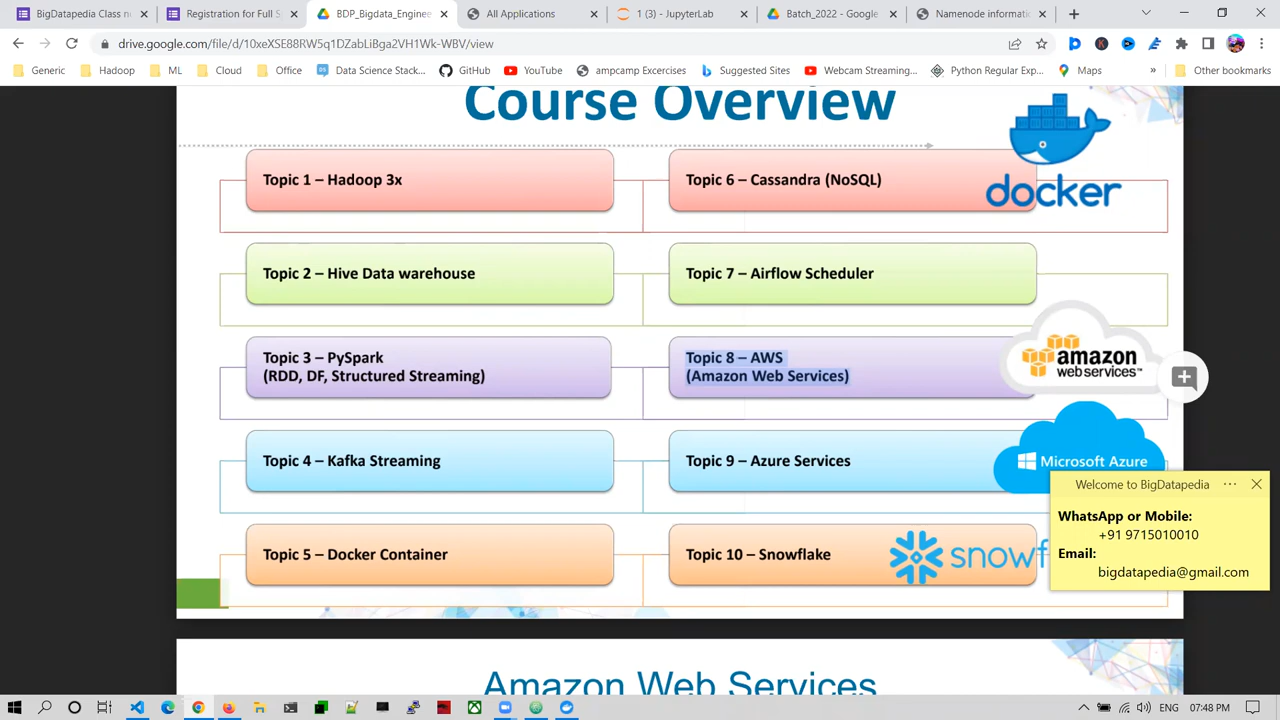 BigDatapedia Class n
Registration for Full S
BDP_Bigdata_Enginee
All Applications
1 (3) - JupyterLab
Batch_2022 - Google
Namenode informati
drive.google.com/file/d/10xeXSE88RW5q1DZabLiBga2VH1Wk-WPV/view
Generic
Hadoop
ML
Cloud
Office
Data Science Stack...
GitHub
YouTube
ampcamp Excercises
Suggested Sites
Webcam Streaming...
Python Regular Exp...
Maps
»
Other bookmarks
Course Overview
docker
Topic 1 – Hadoop 3x
Topic 6 – Cassandra (NoSQL)
Topic 2 – Hive Data warehouse
Topic 7 – Airflow Scheduler
Topic 3 – PySpark
(RDD, DF, Structured Streaming)
Topic 8 – AWS
(Amazon Web Services)
amazon
webservices™
Topic 4 – Kafka Streaming
Topic 9 – Azure Services
Microsoft Azure
Topic 5 – Docker Container
Topic 10 – Snowflake
snowf
Welcome to BigDatapedia
WhatsApp or Mobile:
+91 9715010010
Email:
bigdatapedia@gmail.com
Amazon Web Services
ENG
07:48 PM